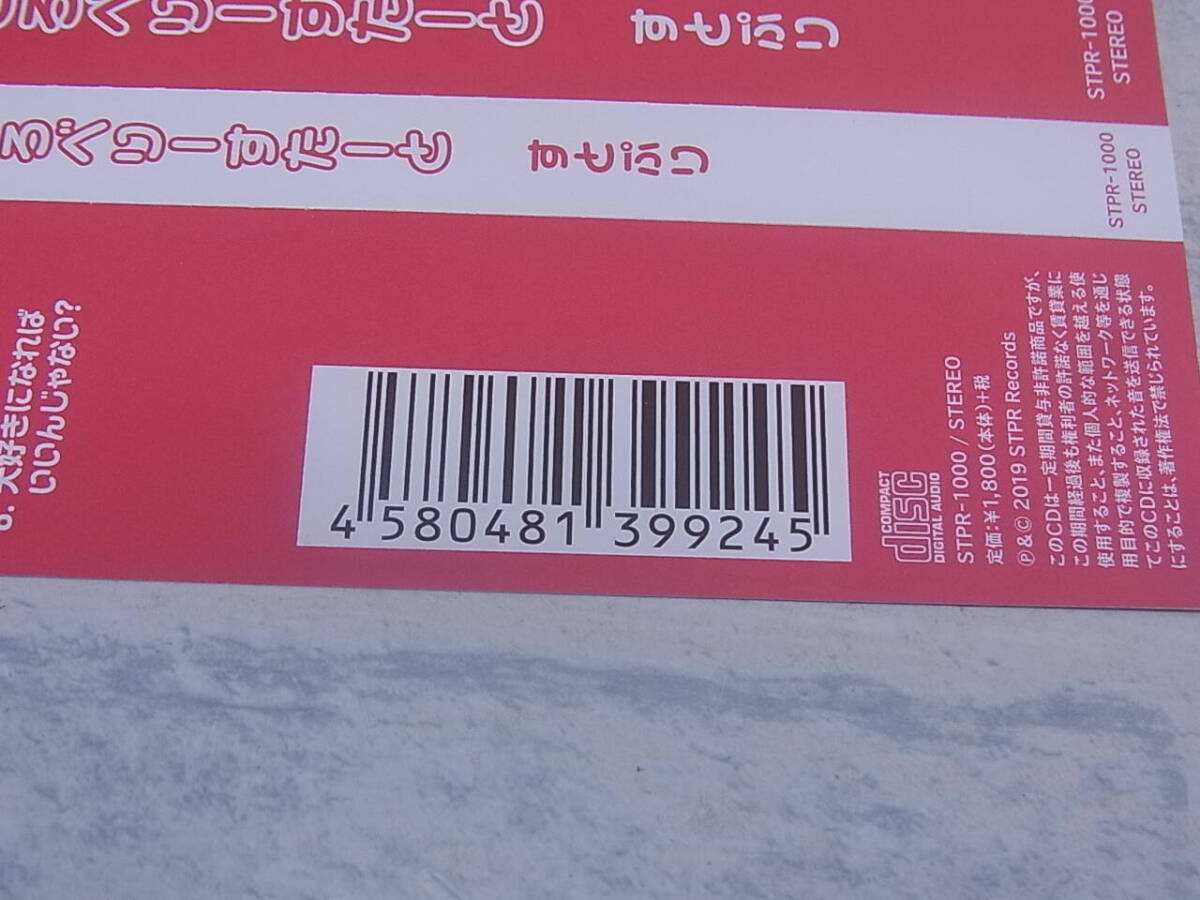 ろべりーすたーと すとぷり
STPR-1000
STEREO
ろべりーすたーと すとぷり
STPR-1000
STEREO
大好きになれば
いいんじゃない?
4 580481 399245
COMPACT
disc
DIGITAL AUDIO
STPR-1000 / STEREO
定価:¥1,800(本体)+税
Ⓟ&Ⓒ 2019 STPR Records
このCDは一定期間貸与非許諾商品ですが、
この期間経過後も権利者の許諾なく賃貸業に
使用すること、また個人的な範囲を越える使
用目的で複製すること、ネットワーク等を通じ
てこのCDに収録された音を送信できる状態
にすることは、著作権法で禁じられています。